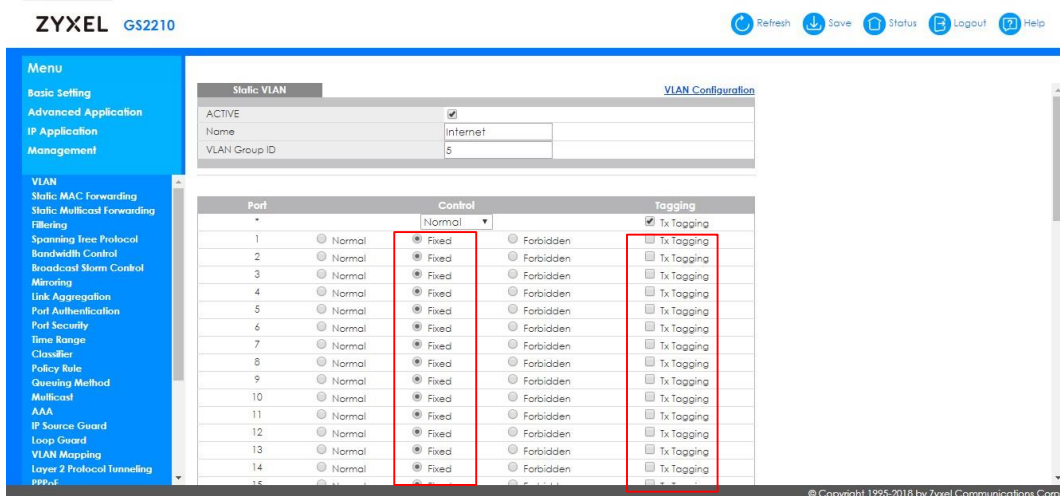 ZYXEL GS2210
Refresh Save Status Logout Help
Menu
Basic Setting
Advanced Application
IP Application
Management
VLAN
Static MAC Forwarding
Static Multicast Forwarding
Filtering
Spanning Tree Protocol
Bandwidth Control
Broadcast Storm Control
Mirroring
Link Aggregation
Port Authentication
Port Security
Time Range
Classifier
Policy Rule
Queuing Method
Multicast
AAA
IP Source Guard
Loop Guard
VLAN Mapping
Layer 2 Protocol Tunneling
PPPoE
Static VLAN VLAN Configuration
ACTIVE
Name Internet
VLAN Group ID 5
Port Control Tagging
* Normal Tx Tagging
1 Normal Fixed Forbidden Tx Tagging
2 Normal Fixed Forbidden Tx Tagging
3 Normal Fixed Forbidden Tx Tagging
4 Normal Fixed Forbidden Tx Tagging
5 Normal Fixed Forbidden Tx Tagging
6 Normal Fixed Forbidden Tx Tagging
7 Normal Fixed Forbidden Tx Tagging
8 Normal Fixed Forbidden Tx Tagging
9 Normal Fixed Forbidden Tx Tagging
10 Normal Fixed Forbidden Tx Tagging
11 Normal Fixed Forbidden Tx Tagging
12 Normal Fixed Forbidden Tx Tagging
13 Normal Fixed Forbidden Tx Tagging
14 Normal Fixed Forbidden Tx Tagging
© Copyright 1995-2018 by Zyxel Communications Corp